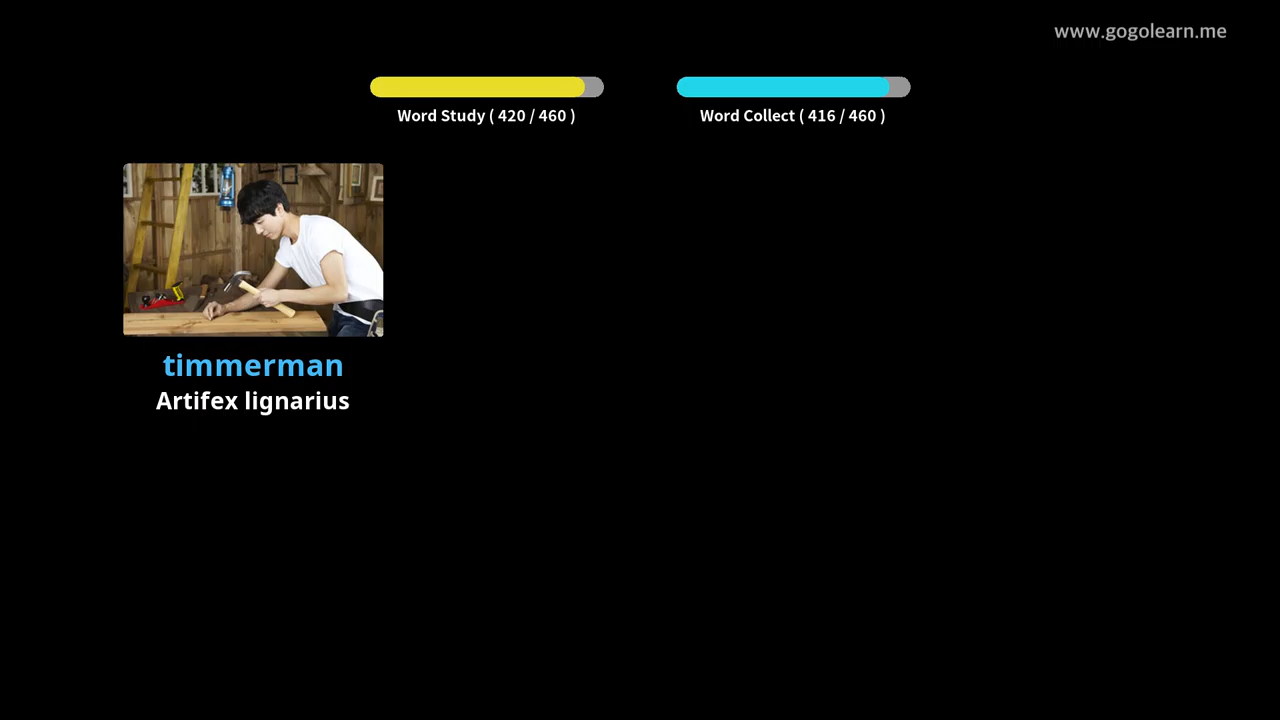 www.gogolearn.me
Word Study ( 420 / 460 )
Word Collect ( 416 / 460 )
timmerman
Artifex lignarius